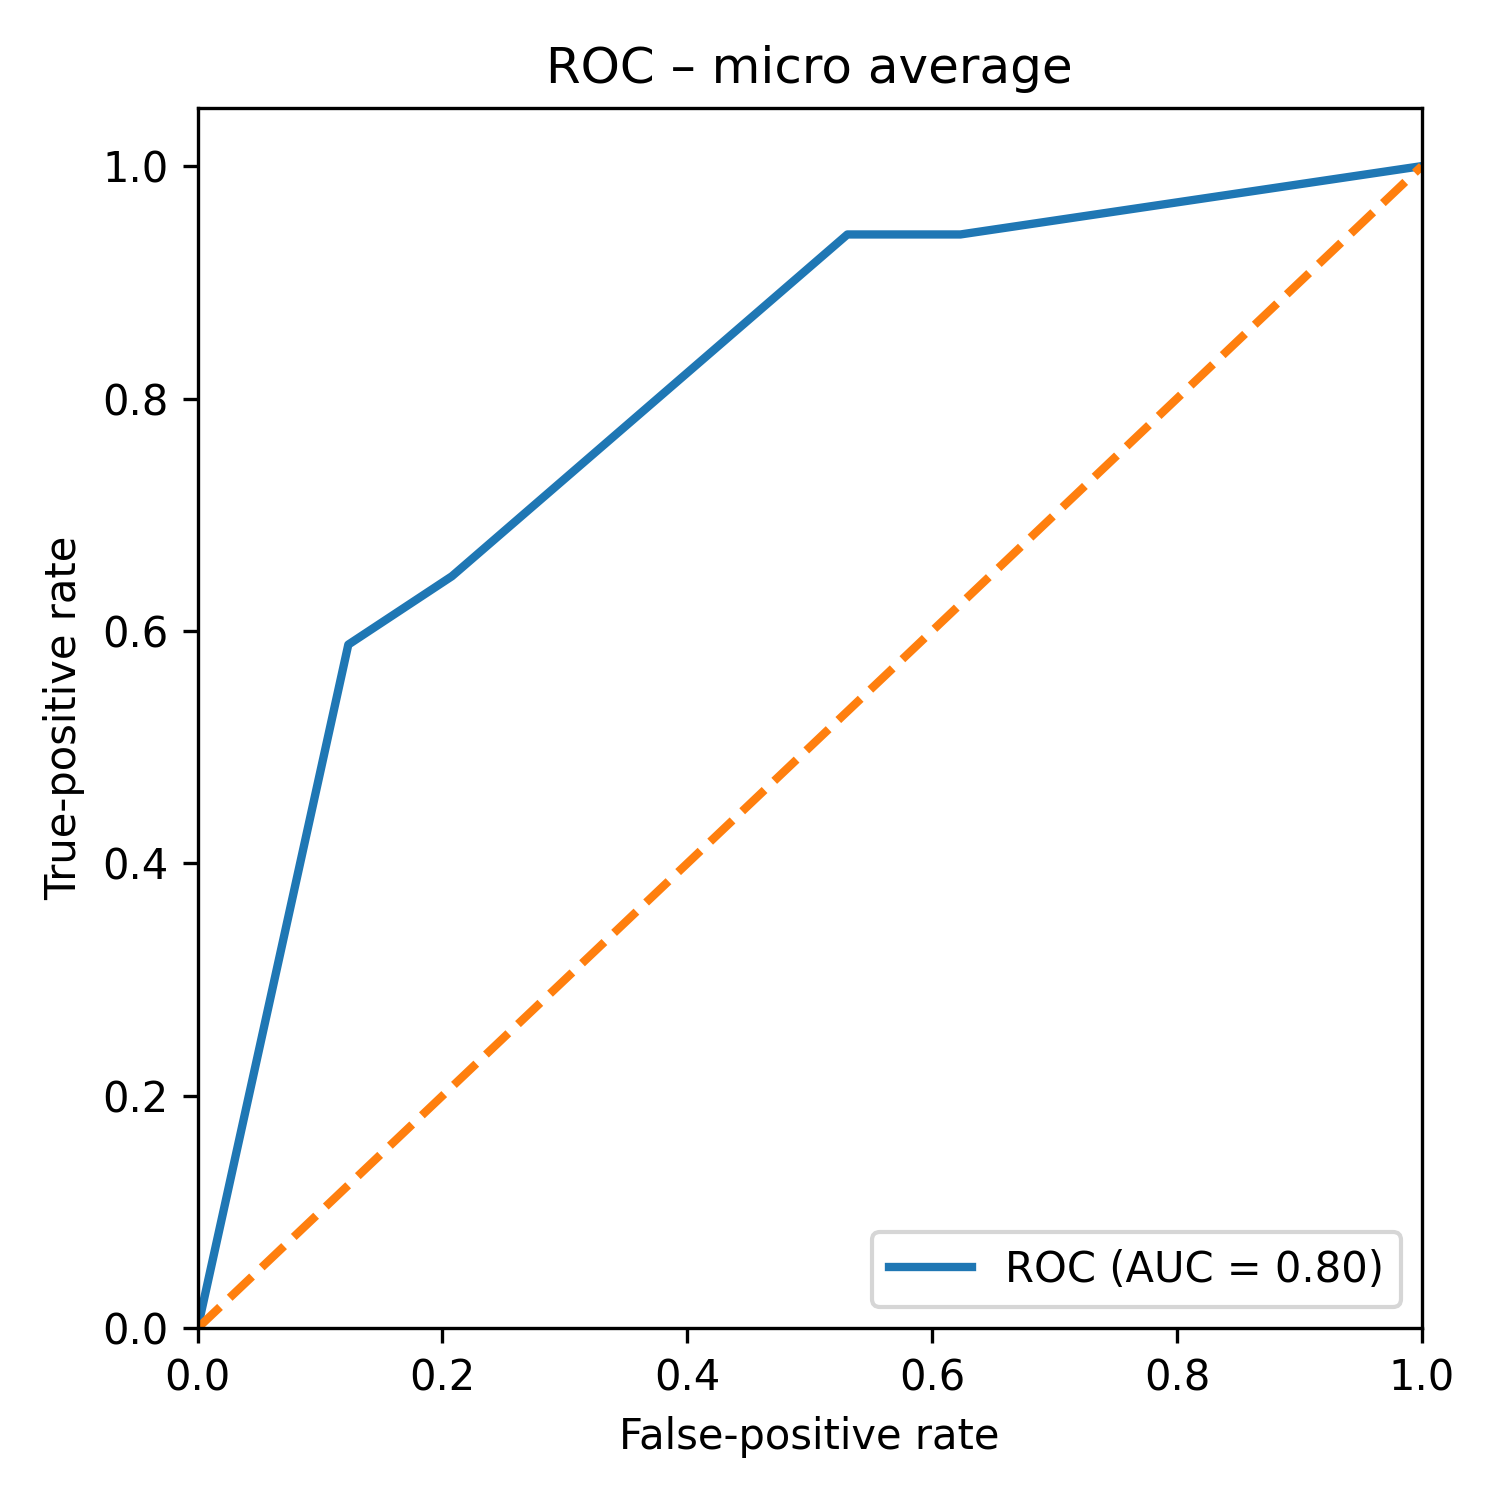 ROC – micro average
1.0
0.8
0.6
0.4
0.2
0.0
True-positive rate
0.0 0.2 0.4 0.6 0.8 1.0
False-positive rate
ROC (AUC = 0.80)